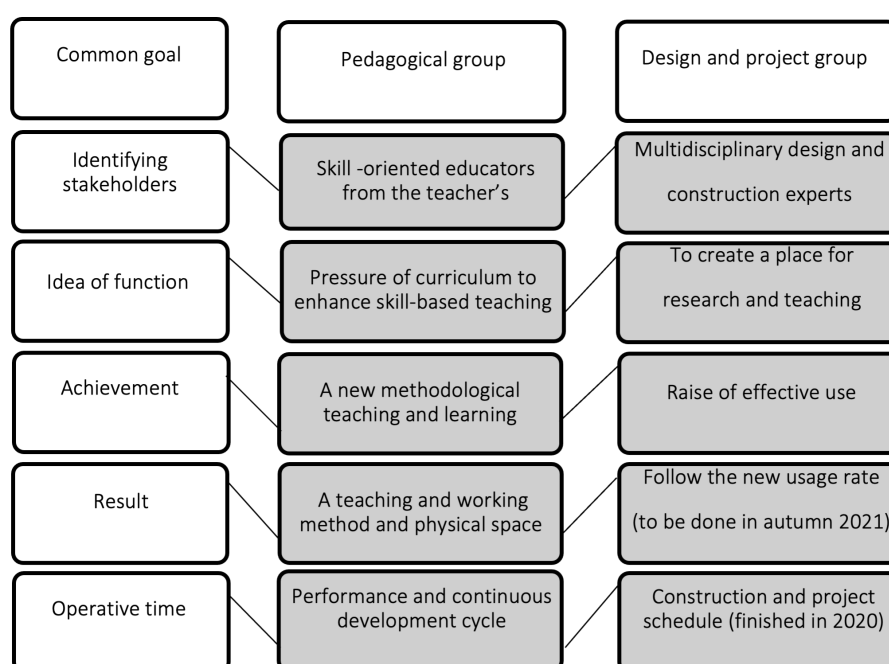 Common goal
Pedagogical group
Design and project group
Identifying
stakeholders
Skill -oriented educators
from the teacher’s
Multidisciplinary design and
construction experts
Idea of function
Pressure of curriculum to
enhance skill-based teaching
To create a place for
research and teaching
Achievement
A new methodological
teaching and learning
Raise of effective use
Result
A teaching and working
method and physical space
Follow the new usage rate
(to be done in autumn 2021)
Operative time
Performance and continuous
development cycle
Construction and project
schedule (finished in 2020)